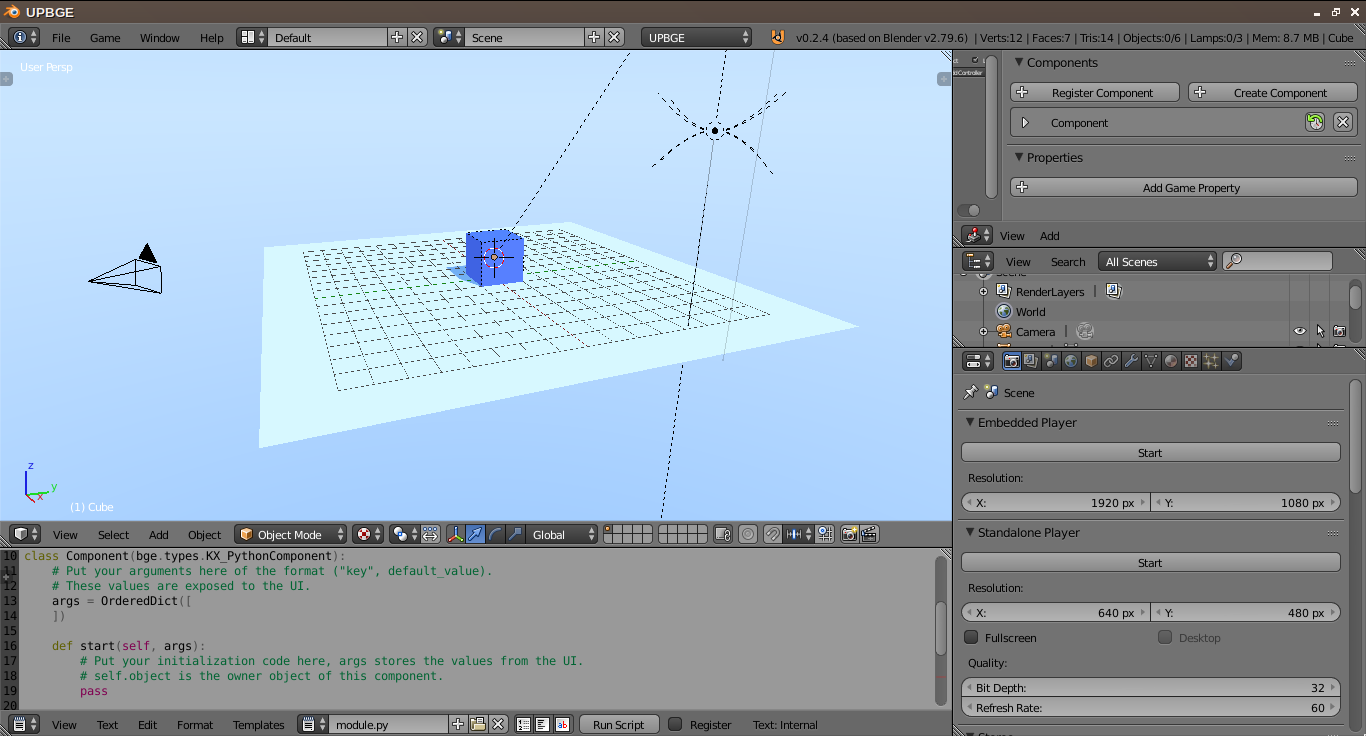 UPBGE
File Game Window Help Default Scene UPBGE v0.2.4 (based on Blender v2.79.6) | Verts:12 | Faces:7 | Tris:14 | Objects:0/6 | Lamps:0/3 | Mem: 8.7 MB | Cube
User Persp
z
y
x
(1) Cube
View Select Add Object Object Mode Global
10 class Component(bge.types.KX_PythonComponent):
11 # Put your arguments here of the format ("key", default_value).
12 # These values are exposed to the UI.
13 args = OrderedDict([
14 ])
15
16 def start(self, args):
17 # Put your initialization code here, args stores the values from the UI.
18 # self.object is the owner object of this component.
19 pass
20
View Text Edit Format Templates module.py Run Script Register Text: Internal
Components
Register Component Create Component
Component
Properties
Add Game Property
View Add
View Search All Scenes
Scene
RenderLayers |
World
Camera |
Scene
Embedded Player
Start
Resolution:
X: 1920 px Y: 1080 px
Standalone Player
Start
Resolution:
X: 640 px Y: 480 px
Fullscreen Desktop
Quality:
Bit Depth: 32
Refresh Rate: 60